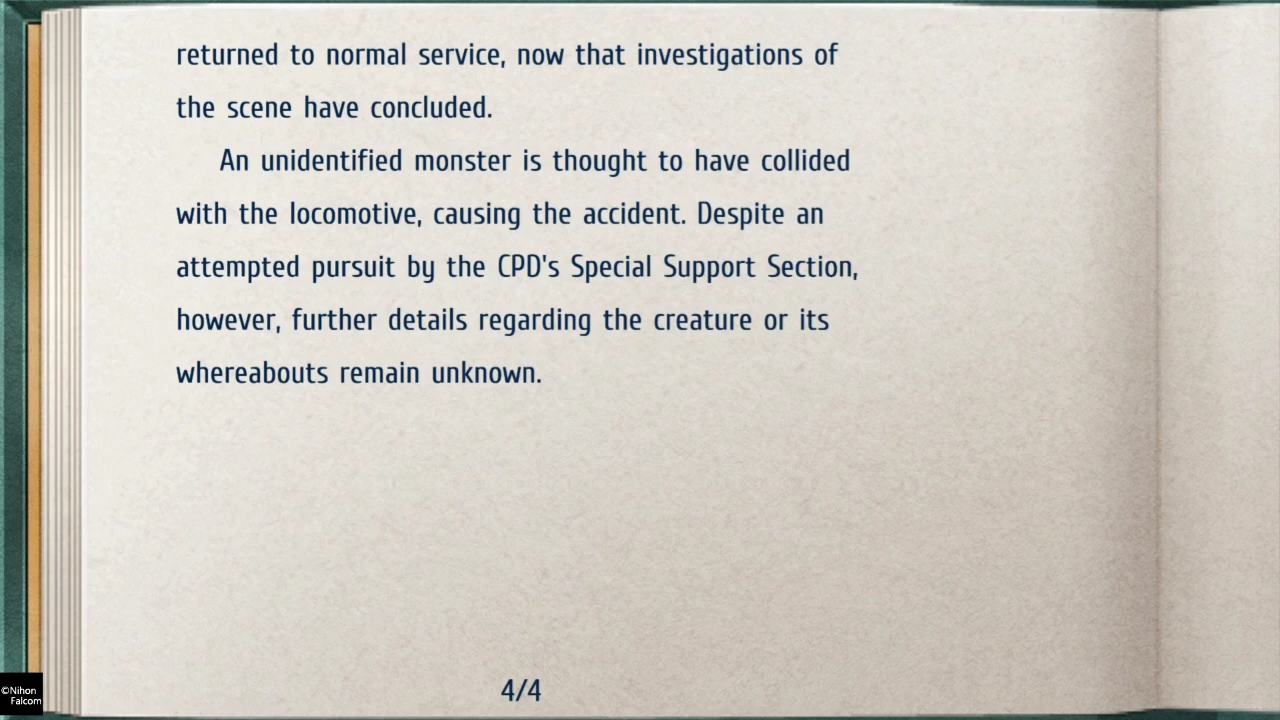 returned to normal service, now that investigations of
the scene have concluded.
An unidentified monster is thought to have collided
with the locomotive, causing the accident. Despite an
attempted pursuit by the CPD's Special Support Section,
however, further details regarding the creature or its
whereabouts remain unknown.
4/4
©Nihon
Falcom